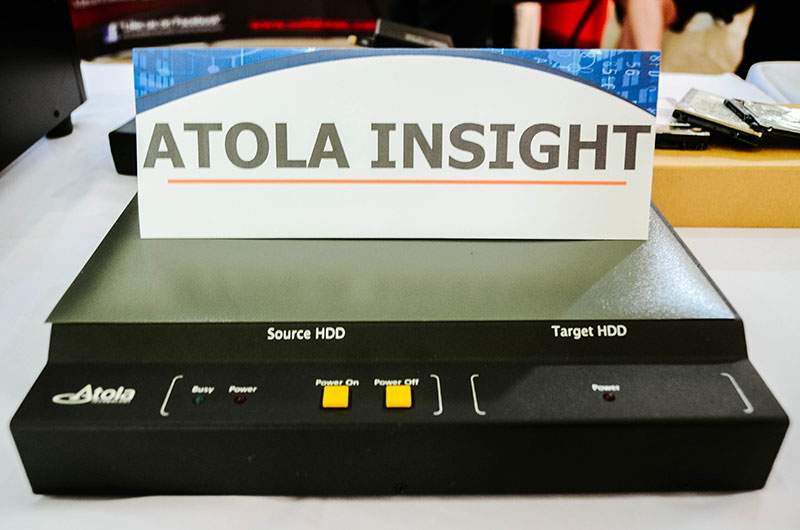 ATOLA INSIGHT
Source HDD
Target HDD
Atola
Busy
Power
Power On
Power Off
Power